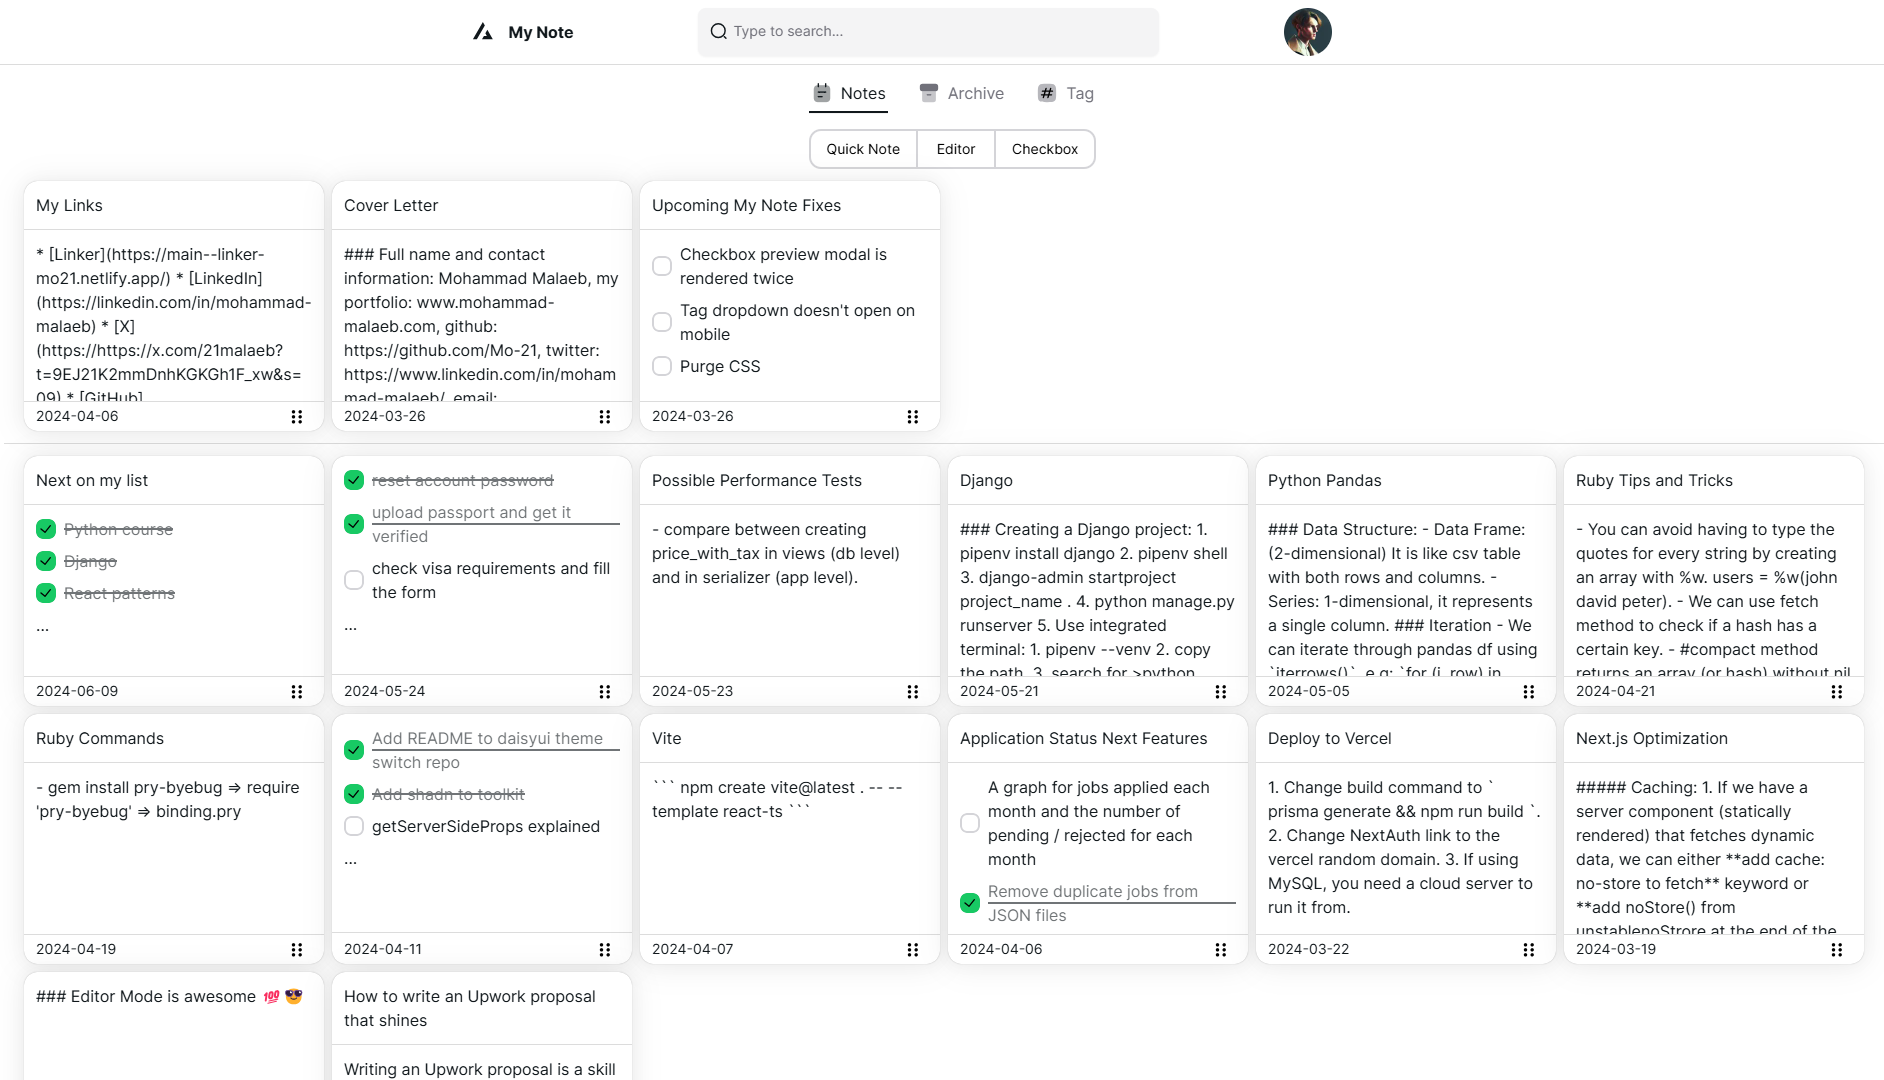 My Note
Type to search...
Notes
Archive
# Tag
Quick Note
Editor
Checkbox
My Links
* [Linker](https://main--linker-
mo21.netlify.app/) * [LinkedIn]
(https://linkedin.com/in/mohammad-
malaeb) * [X]
(https://https://x.com/21malaeb?
t=9EJ21K2mmDnhKGKGh1F_xw&s=
09) * [GitHub]
2024-04-06
Cover Letter
### Full name and contact
information: Mohammad Malaeb, my
portfolio: www.mohammad-
malaeb.com, github:
https://github.com/Mo-21, twitter:
https://www.linkedin.com/in/moham
mad-malaeb/, email:
2024-03-26
Upcoming My Note Fixes
Checkbox preview modal is
rendered twice
Tag dropdown doesn't open on
mobile
Purge CSS
2024-03-26
Next on my list
Python course
Django
React patterns
...
2024-06-09
reset account password
upload passport and get it
verified
check visa requirements and fill
the form
...
2024-05-24
Possible Performance Tests
- compare between creating
price_with_tax in views (db level)
and in serializer (app level).
2024-05-23
Django
### Creating a Django project: 1.
pipenv install django 2. pipenv shell
3. django-admin startproject
project_name . 4. python manage.py
runserver 5. Use integrated
terminal: 1. pipenv --venv 2. copy
the path. 3. search for >python
2024-05-21
Python Pandas
### Data Structure: - Data Frame:
(2-dimensional) It is like csv table
with both rows and columns. -
Series: 1-dimensional, it represents
a single column. ### Iteration - We
can iterate through pandas df using
`iterrows()`, e.g: `for (i, row) in
2024-05-05
Ruby Tips and Tricks
- You can avoid having to type the
quotes for every string by creating
an array with %w. users = %w(john
david peter). - We can use fetch
method to check if a hash has a
certain key. - #compact method
returns an array (or hash) without nil
2024-04-21
Ruby Commands
- gem install pry-byebug => require
'pry-byebug' => binding.pry
2024-04-19
Add README to daisyui theme
switch repo
Add shadn to toolkit
getServerSideProps explained
...
2024-04-11
Vite
``` npm create vite@latest . -- --
template react-ts ```
2024-04-07
Application Status Next Features
A graph for jobs applied each
month and the number of
pending / rejected for each
month
Remove duplicate jobs from
JSON files
2024-04-06
Deploy to Vercel
1. Change build command to `
prisma generate && npm run build `.
2. Change NextAuth link to the
vercel random domain. 3. If using
MySQL, you need a cloud server to
run it from.
2024-03-22
Next.js Optimization
##### Caching: 1. If we have a
server component (statically
rendered) that fetches dynamic
data, we can either **add cache:
no-store to fetch** keyword or
**add noStore() from
unstablenoStrore at the end of the
2024-03-19
### Editor Mode is awesome 💯 😎
How to write an Upwork proposal
that shines
Writing an Upwork proposal is a skill